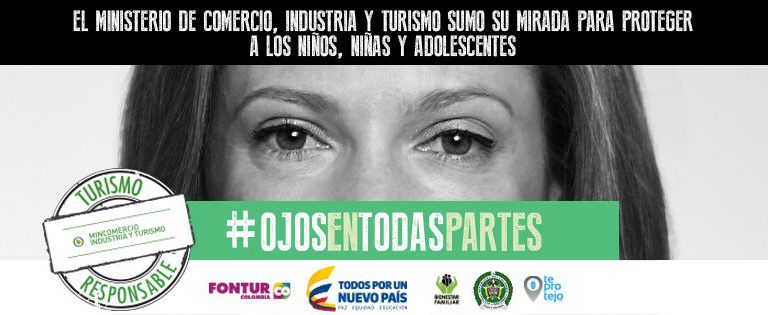 EL MINISTERIO DE COMERCIO, INDUSTRIA Y TURISMO SUMO SU MIRADA PARA PROTEGER
A LOS NIÑOS, NIÑAS Y ADOLESCENTES
TURISMO
MINCOMERCIO
INDUSTRIA Y TURISMO
RESPONSABLE
#OJOSENTODASPARTES
FONTUR CO
COLOMBIA
TODOS POR UN
NUEVO PAÍS
PAZ EQUIDAD EDUCACIÓN
BIENESTAR
FAMILIAR
te
pro
tejo